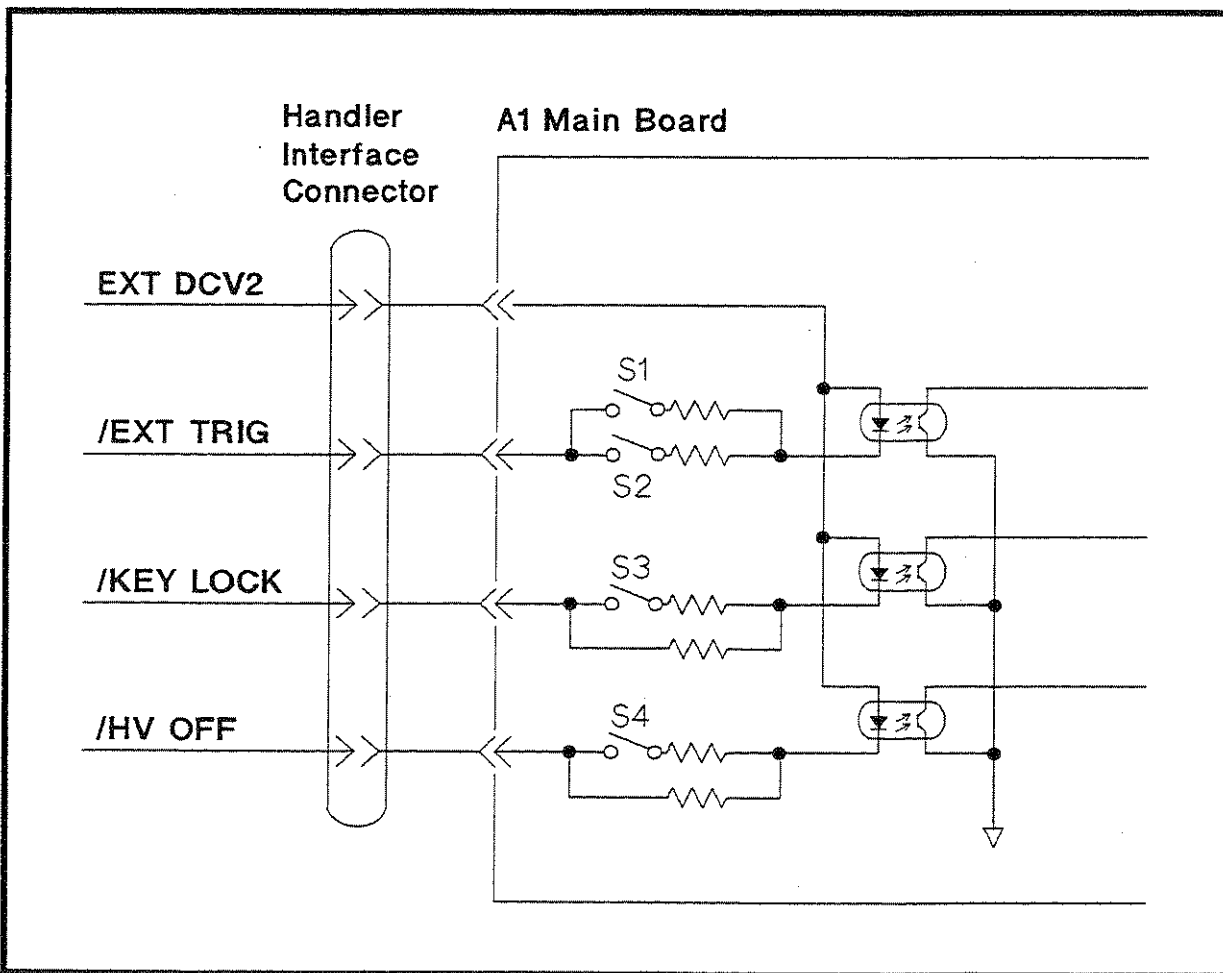 Handler
Interface
Connector
A1 Main Board
EXT DCV2
/EXT TRIG
S1
S2
/KEY LOCK
S3
/HV OFF
S4